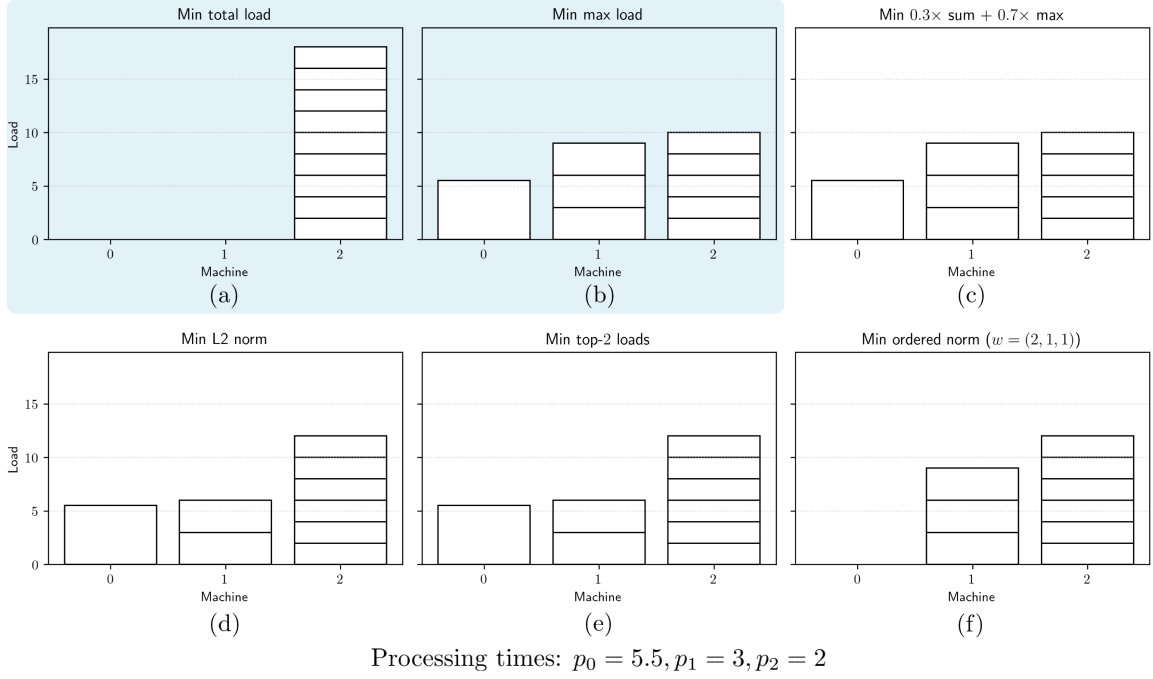 Min total load
Load
15
10
5
0
0 1 2
Machine
(a)
Min max load
0 1 2
Machine
(b)
Min 0.3× sum + 0.7× max
0 1 2
Machine
(c)
Min L2 norm
Load
15
10
5
0
0 1 2
Machine
(d)
Min top-2 loads
0 1 2
Machine
(e)
Min ordered norm (w = (2, 1, 1))
0 1 2
Machine
(f)
Processing times: p₀ = 5.5, p₁ = 3, p₂ = 2